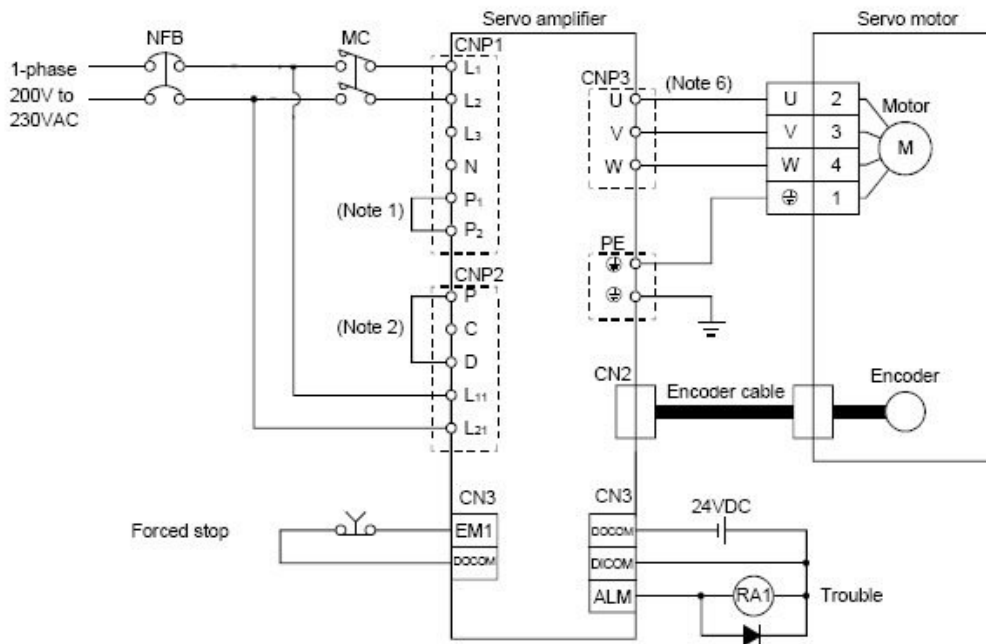 Servo amplifier
Servo motor
NFB
MC
CNP1
1-phase
200V to
230VAC
L1
L2
L3
N
P1
P2
(Note 1)
CNP3
U
V
W
(Note 6)
U 2
V 3
W 4
1
Motor
M
PE
CNP2
P
C
D
(Note 2)
L11
L21
CN2
Encoder cable
Encoder
CN3
EM1
DOCOM
Forced stop
CN3
DOCOM
DICOM
ALM
24VDC
RA1
Trouble